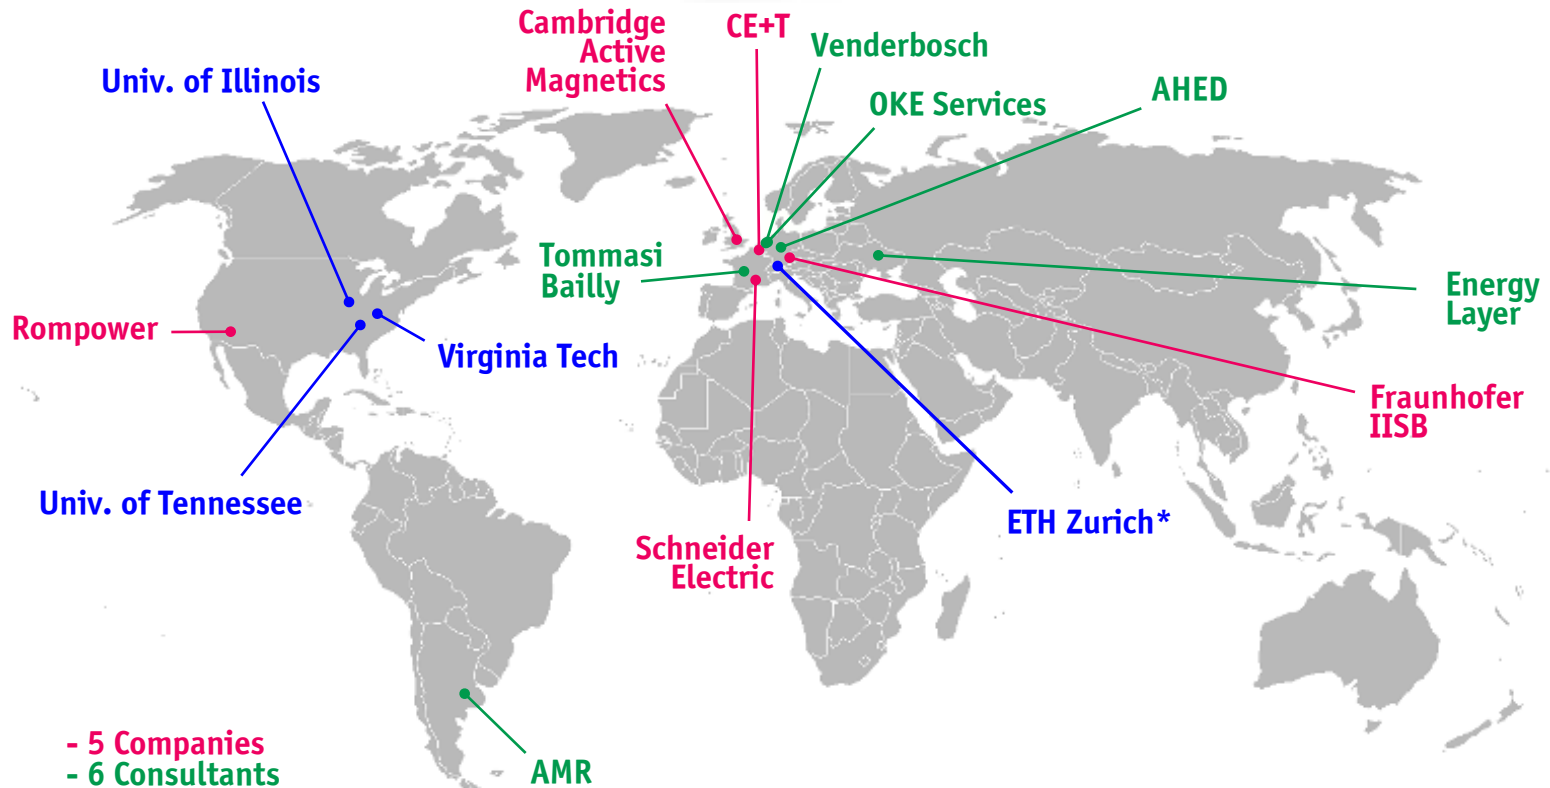 Cambridge
Active
Magnetics
CE+T
Venderbosch
Univ. of Illinois
OKE Services
AHED
Tommasi
Bailly
Energy
Layer
Rompower
Virginia Tech
Fraunhofer
IISB
Univ. of Tennessee
ETH Zurich*
Schneider
Electric
- 5 Companies
- 6 Consultants
AMR